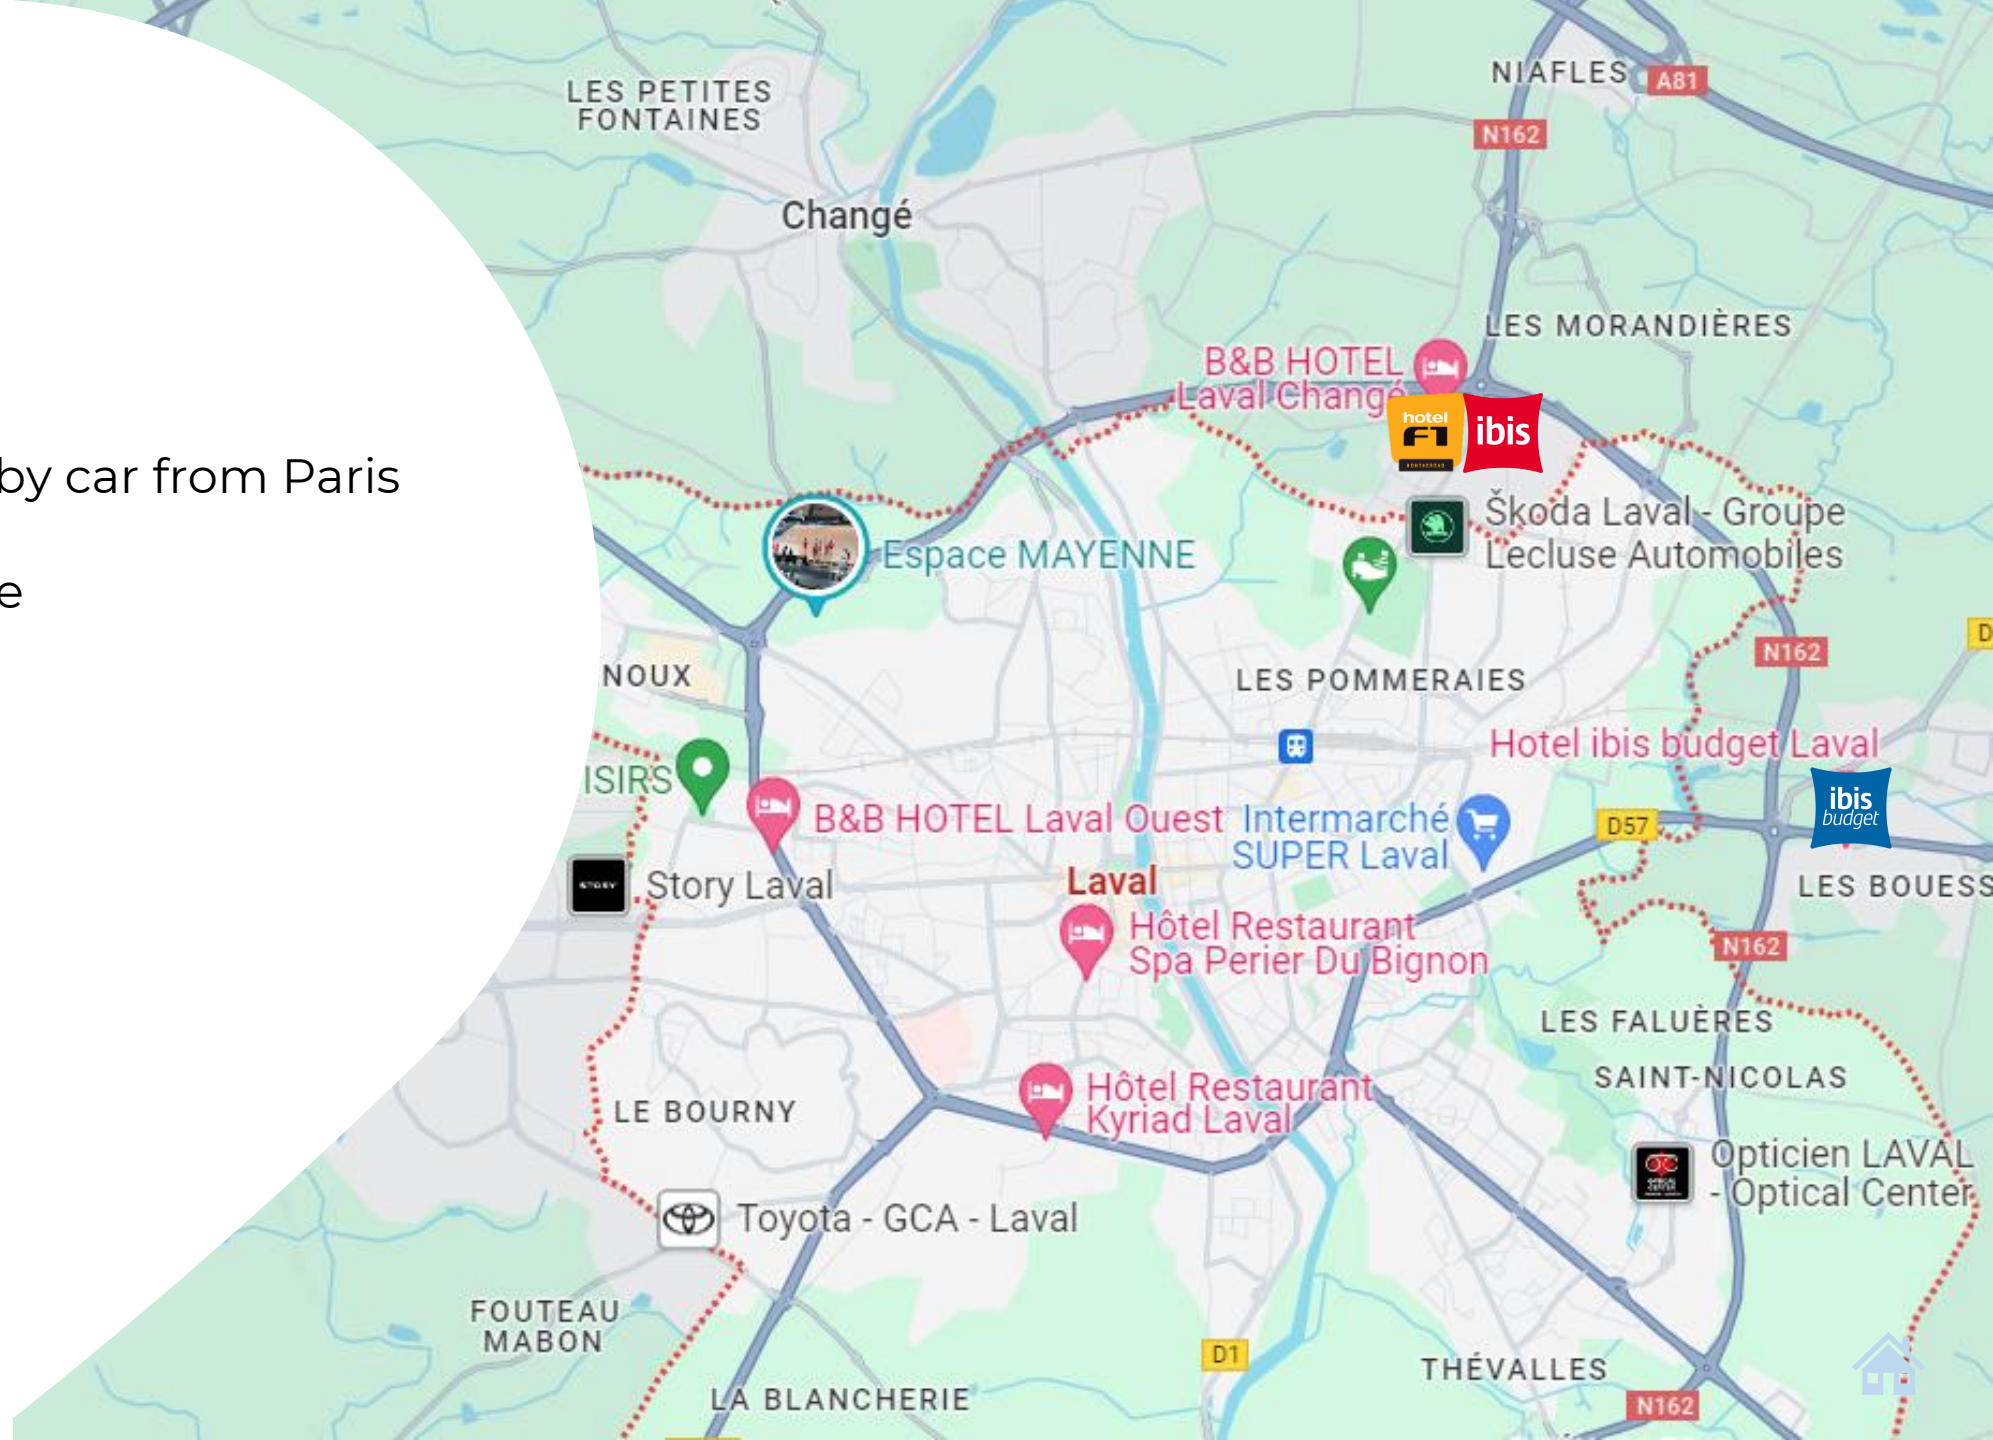 by car from Paris
e
LES PETITES
FONTAINES
NIAFLES
A81
N162
Changé
LES MORANDIÈRES
B&B HOTEL
Laval Changé
hotel
F1
ibis
Škoda Laval - Groupe
Lecluse Automobiles
Espace MAYENNE
N162
D
NOUX
LES POMMERAIES
Hotel ibis budget Laval
ISIRS
ibis
budget
B&B HOTEL Laval Ouest
Intermarché
SUPER Laval
D57
Laval
STORY
Story Laval
LES BOUESS
Hôtel Restaurant
Spa Perier Du Bignon
N162
LES FALUÈRES
SAINT-NICOLAS
Hôtel Restaurant
Kyriad Laval
LE BOURNY
Opticien LAVAL
- Optical Center
Toyota - GCA - Laval
FOUTEAU
MABON
D1
THÉVALLES
LA BLANCHERIE
N162